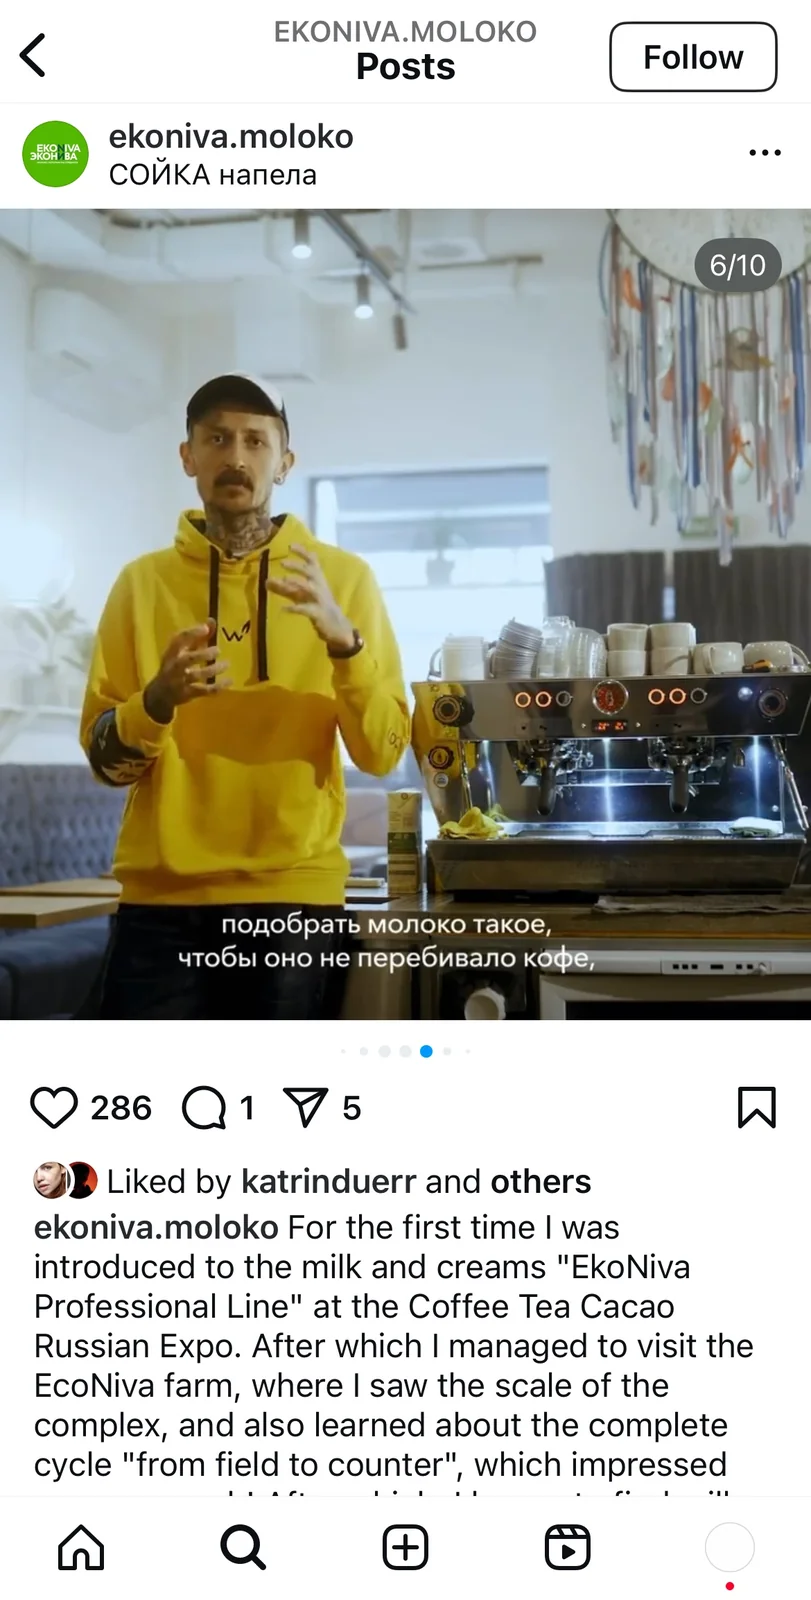 EKONIVA.MOLOKO
Posts
Follow
EKONIVA
ЭКОНИВА
ekoniva.moloko
СОЙКА напела
6/10
W
подобрать молоко такое,
чтобы оно не перебивало кофе,
286
1
5
Liked by katrinduerr and others
ekoniva.moloko For the first time I was
introduced to the milk and creams "EkoNiva
Professional Line" at the Coffee Tea Cacao
Russian Expo. After which I managed to visit the
EcoNiva farm, where I saw the scale of the
complex, and also learned about the complete
cycle "from field to counter", which impressed